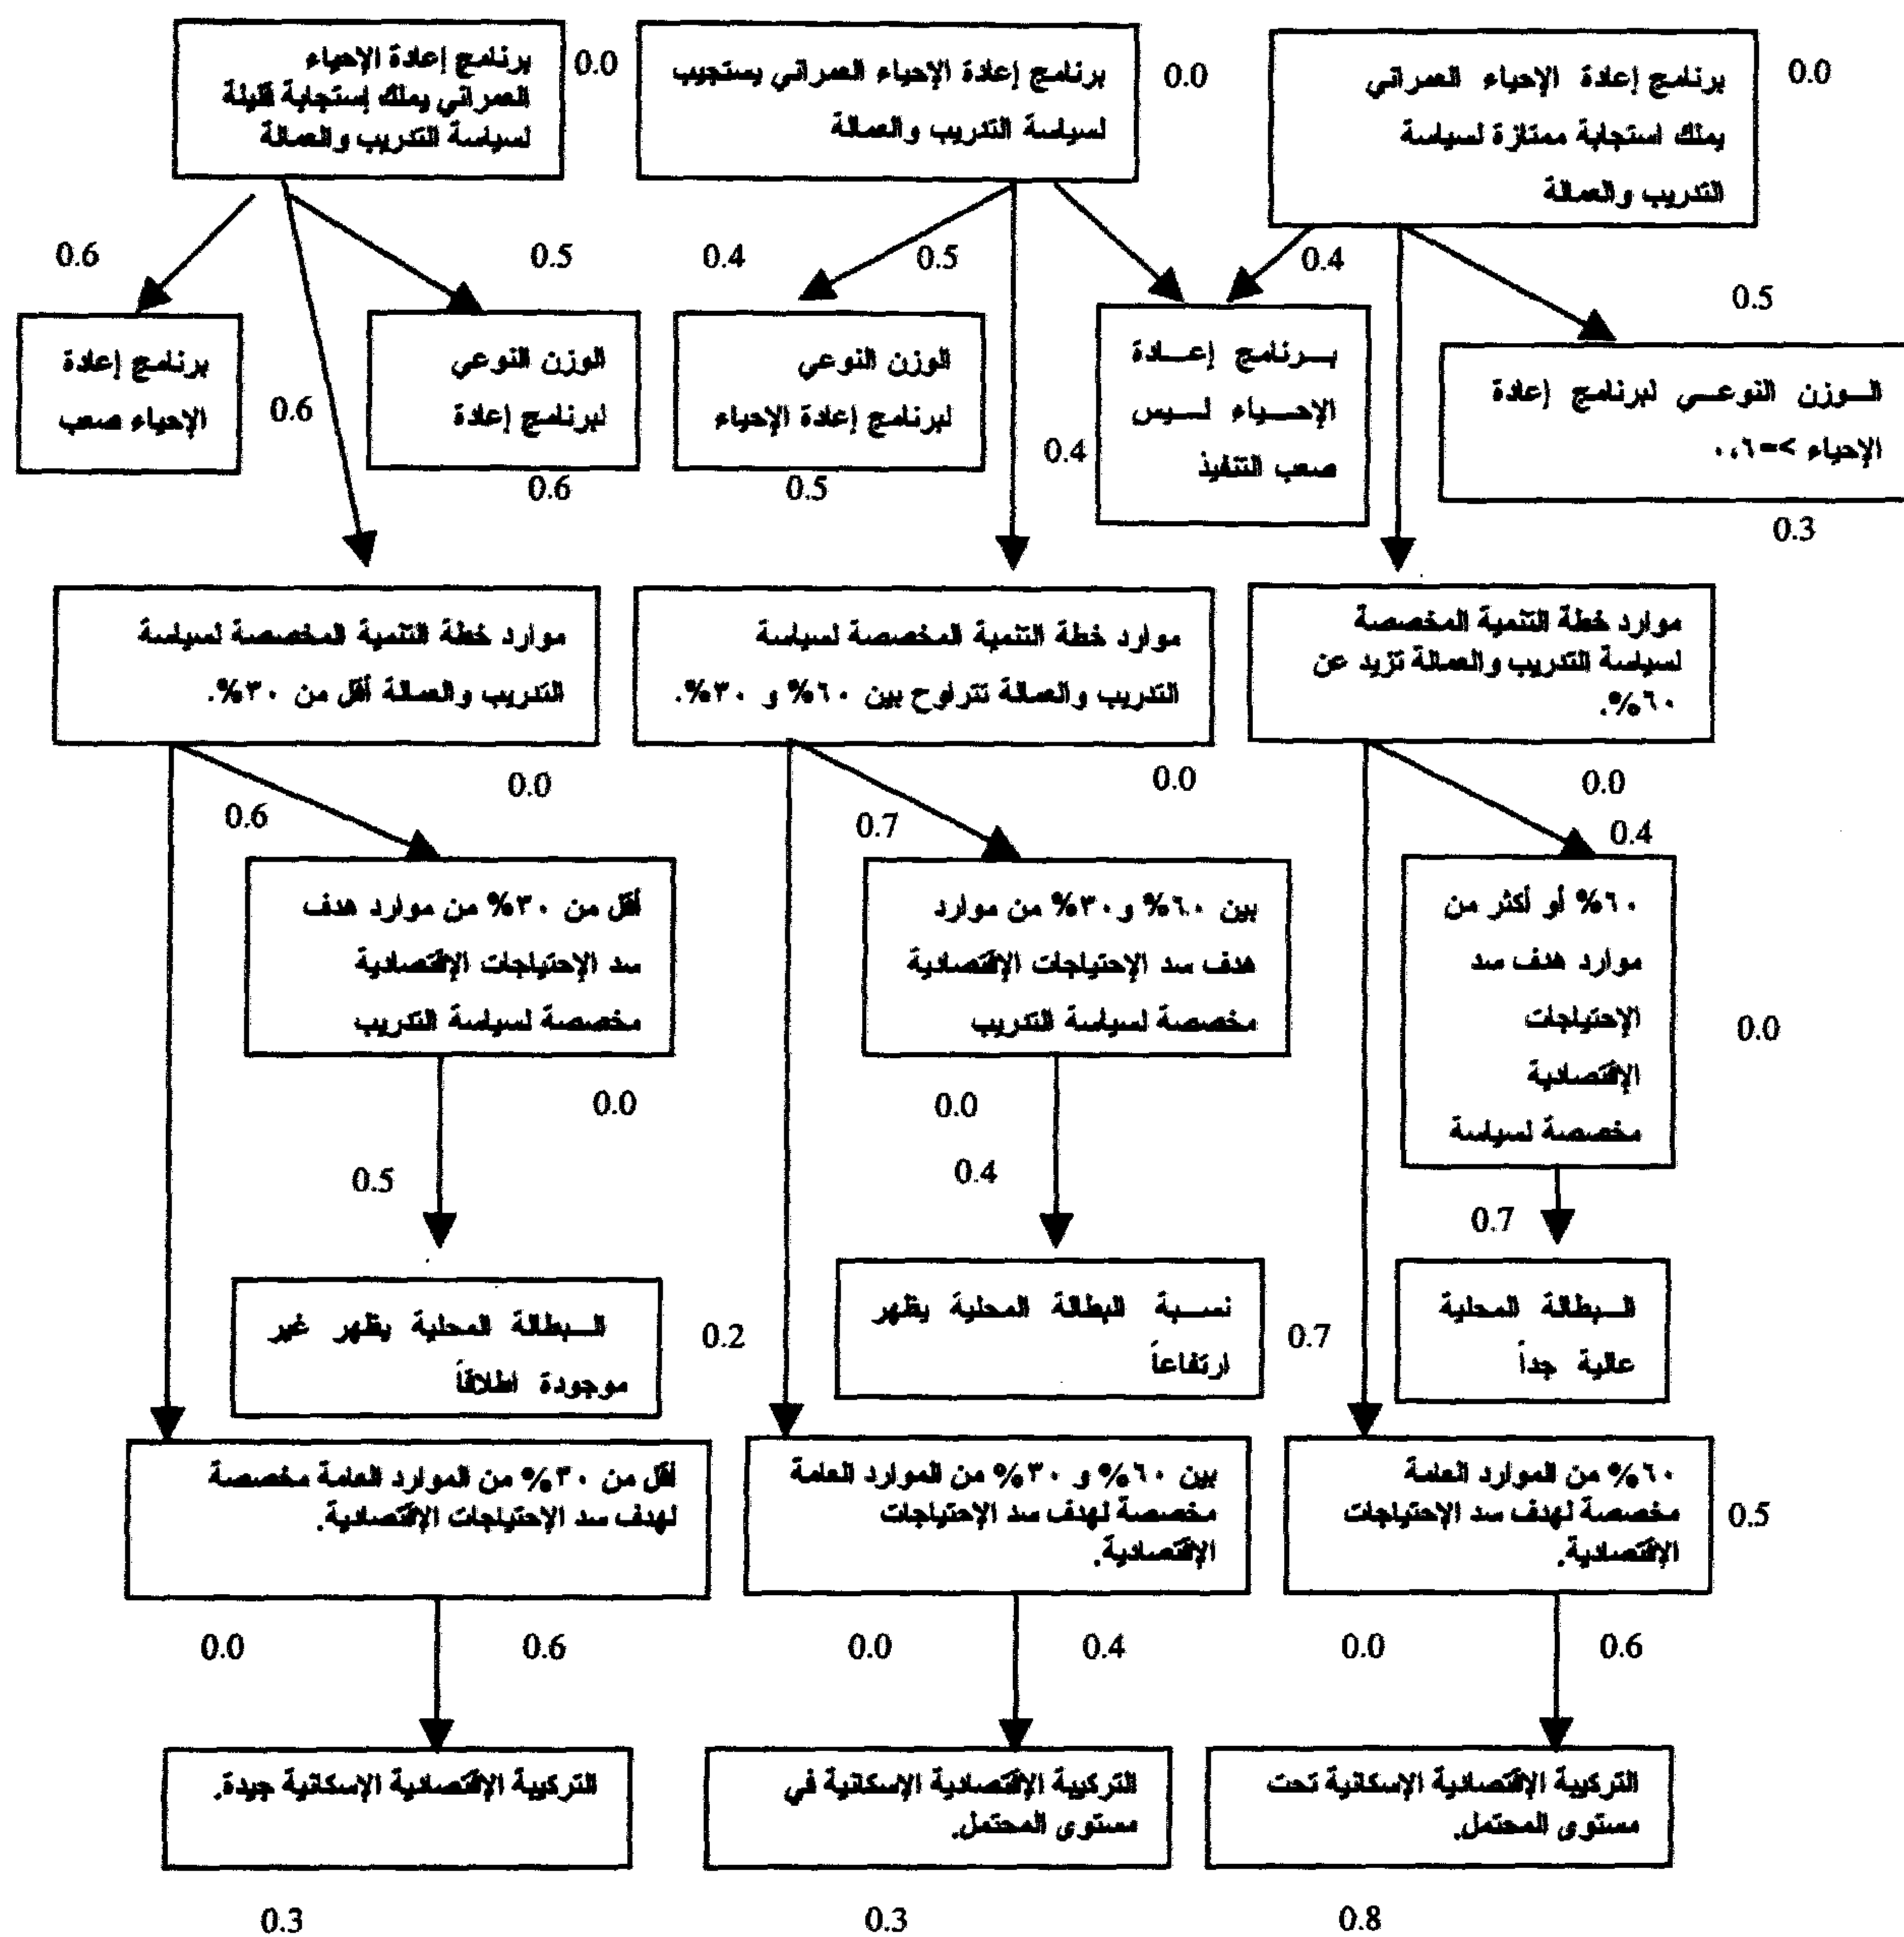 برنامج إعادة الإحياء العمراني
يملك استجابة ممتازة لسياسة
التدريب والعمالة
0.0
برنامج إعادة الإحياء العمراني يستجيب
لسياسة التدريب والعمالة
0.0
برنامج إعادة الإحياء
العمراني يملك إستجابة قليلة
لسياسة التدريب والعمالة
0.0
0.5
0.4
0.5
0.4
0.5
0.6
الـــوزن النوعـــي لبرنامج إعادة
الإحياء >=٠،٦
0.3
بـــرنامج إعـــادة
الإحـــياء لـــيس
صعب التنفيذ
0.4
الوزن النوعي
لبرنامج إعادة الإحياء
0.5
الوزن النوعي
لبرنامج إعادة
0.6
0.6
برنامج إعادة
الإحياء صعب
موارد خطة التنمية المخصصة
لسياسة التدريب والعمالة تزيد عن
٦٠%.
0.0
موارد خطة التنمية المخصصة لسياسة
التدريب والعمالة تتراوح بين ٦٠% و ٣٠%.
0.0
موارد خطة التنمية المخصصة لسياسة
التدريب والعمالة أقل من ٣٠%.
0.0
0.4
0.7
0.6
٦٠% أو أكثر من
موارد هدف سد
الإحتياجات
الإقتصادية
مخصصة لسياسة
0.0
بين ٦٠% و٣٠% من موارد
هدف سد الإحتياجات الإقتصادية
مخصصة لسياسة التدريب
0.0
أقل من ٣٠% من موارد هدف
سد الإحتياجات الإقتصادية
مخصصة لسياسة التدريب
0.0
0.7
0.4
0.5
الـــبطالة المحلية
عالية جداً
0.7
نســـبة البطالة المحلية يظهر
ارتفاعاً
0.2
الـــبطالة المحلية يظهر غير
موجودة اطلاقاً
٦٠% من الموارد العامة
مخصصة لهدف سد الإحتياجات
الإقتصادية.
0.5
بين ٦٠% و ٣٠% من الموارد العامة
مخصصة لهدف سد الإحتياجات
الإقتصادية.
أقل من ٣٠% من الموارد العامة مخصصة
لهدف سد الإحتياجات الإقتصادية.
0.6
0.0
0.4
0.0
0.6
0.0
التركيبة الإقتصادية الإسكانية تحت
مستوى المحتمل.
التركيبة الإقتصادية الإسكانية في
مستوى المحتمل.
التركيبة الإقتصادية الإسكانية جيدة.
0.8
0.3
0.3